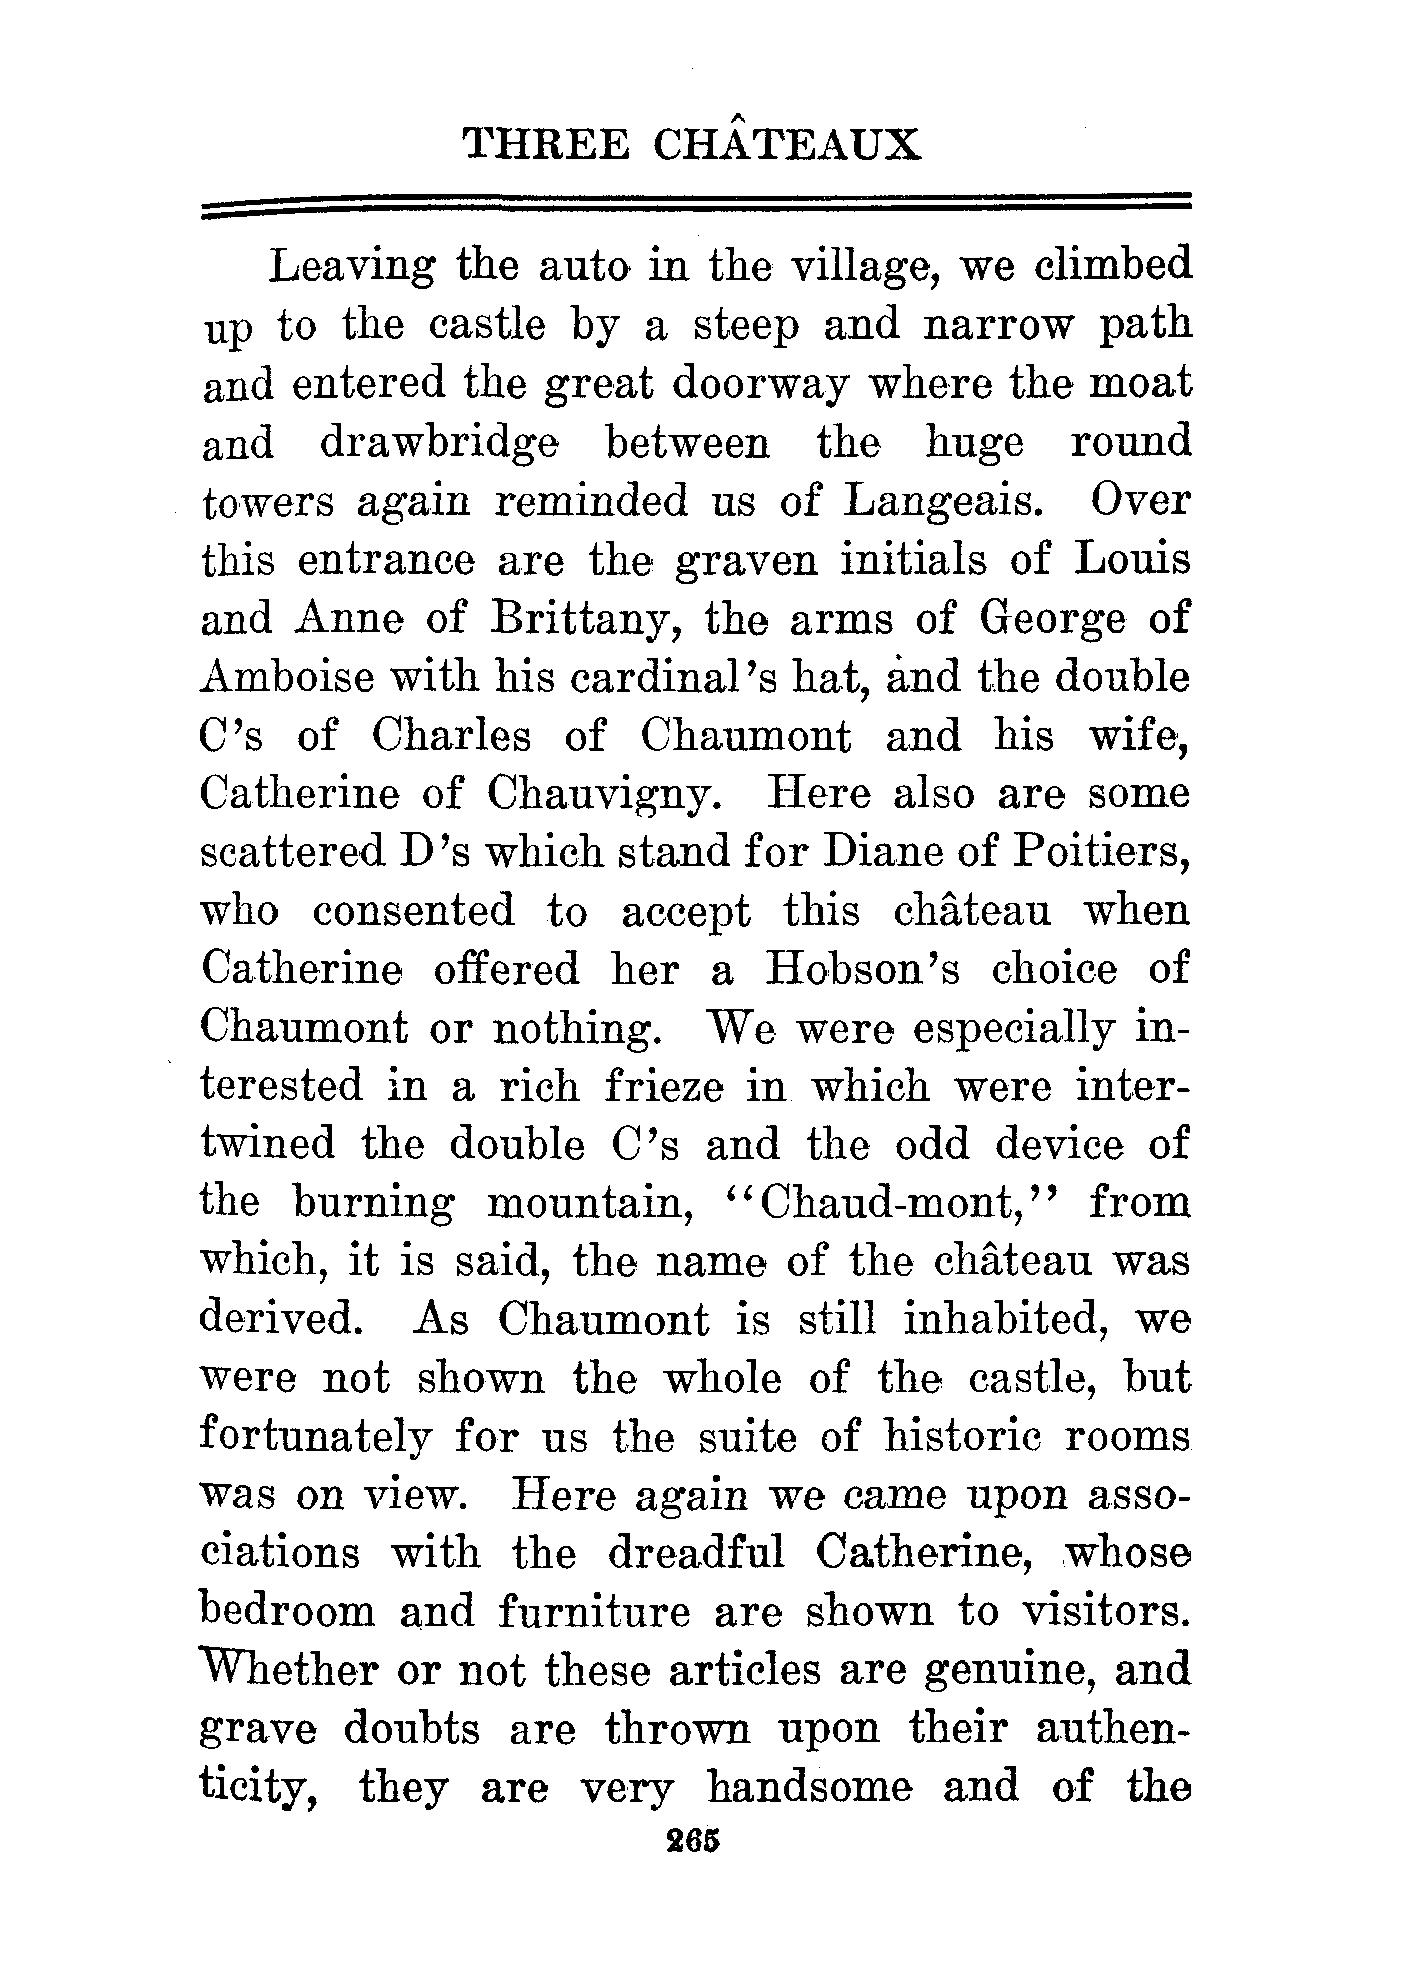 THREE CHÂTEAUX
Leaving the auto in the village, we climbed
up to the castle by a steep and narrow path
and entered the great doorway where the moat
and drawbridge between the huge round
towers again reminded us of Langeais. Over
this entrance are the graven initials of Louis
and Anne of Brittany, the arms of George of
Amboise with his cardinal's hat, and the double
C's of Charles of Chaumont and his wife,
Catherine of Chauvigny. Here also are some
scattered D's which stand for Diane of Poitiers,
who consented to accept this château when
Catherine offered her a Hobson's choice of
Chaumont or nothing. We were especially in-
terested in a rich frieze in which were inter-
twined the double C's and the odd device of
the burning mountain, "Chaud-mont," from
which, it is said, the name of the château was
derived. As Chaumont is still inhabited, we
were not shown the whole of the castle, but
fortunately for us the suite of historic rooms
was on view. Here again we came upon asso-
ciations with the dreadful Catherine, whose
bedroom and furniture are shown to visitors.
Whether or not these articles are genuine, and
grave doubts are thrown upon their authen-
ticity, they are very handsome and of the
265